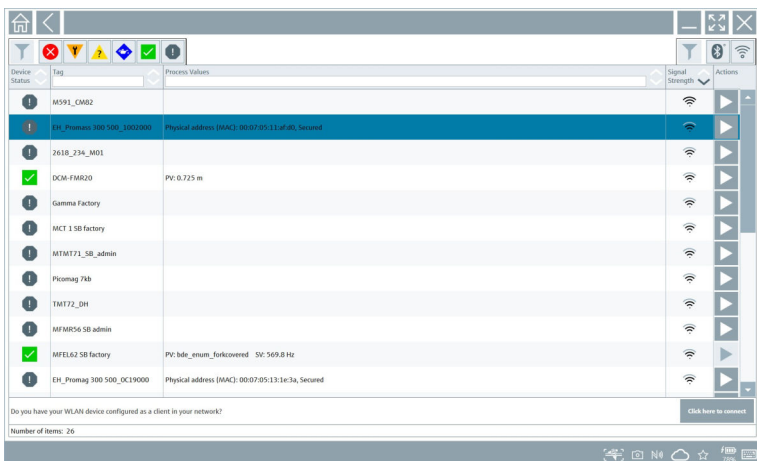 Device Status
Tag
Process Values
Signal Strength
Actions
M591_CM82
EH_Promass 300 500_1002000 Physical address (MAC): 00:07:05:11:af:d0, Secured
2618_234_M01
DCM-FMR20 PV: 0.725 m
Gamma Factory
MCT 1 SB factory
MTMT71_SB_admin
Picomag 7kb
TMT72_DH
MFMR56 SB admin
MFEL62 SB factory PV: bde_enum_forkcovered SV: 569.8 Hz
EH_Promag 300 500_0C19000 Physical address (MAC): 00:07:05:13:1e:3a, Secured
Do you have your WLAN device configured as a client in your network? Click here to connect
Number of items: 26
78%